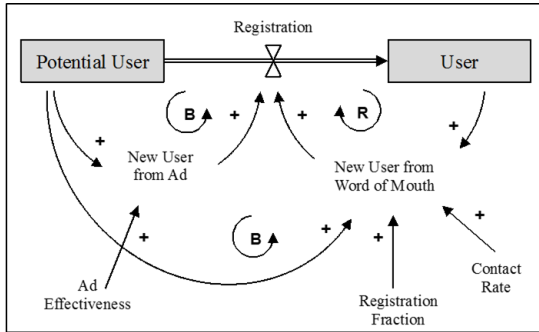 Registration
Potential User
User
B
R
+
+
+
+
New User
from Ad
New User from
Word of Mouth
+
B
+
+
+
+
Ad
Effectiveness
Registration
Fraction
Contact
Rate